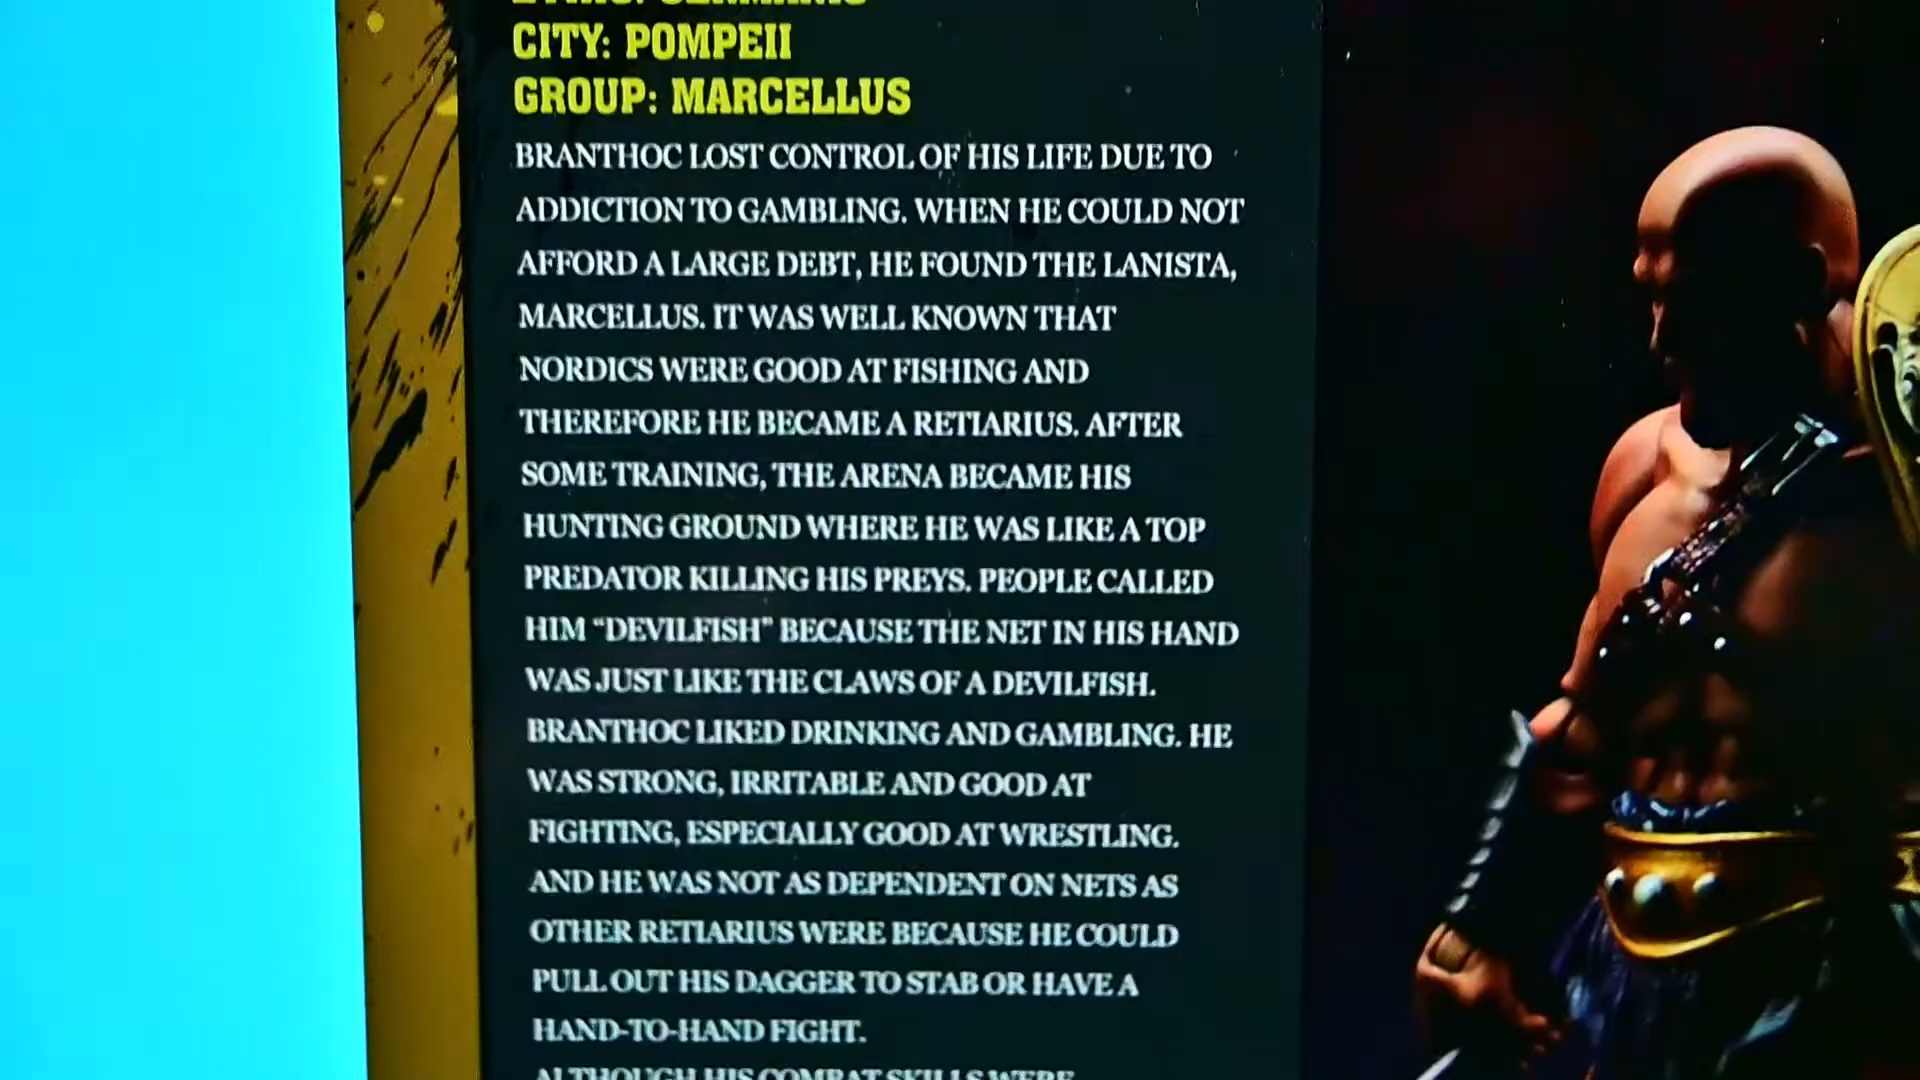 CITY: POMPEII
GROUP: MARCELLUS
BRANTHOC LOST CONTROL OF HIS LIFE DUE TO
ADDICTION TO GAMBLING. WHEN HE COULD NOT
AFFORD A LARGE DEBT, HE FOUND THE LANISTA,
MARCELLUS. IT WAS WELL KNOWN THAT
NORDICS WERE GOOD AT FISHING AND
THEREFORE HE BECAME A RETIARIUS. AFTER
SOME TRAINING, THE ARENA BECAME HIS
HUNTING GROUND WHERE HE WAS LIKE A TOP
PREDATOR KILLING HIS PREYS. PEOPLE CALLED
HIM “DEVILFISH” BECAUSE THE NET IN HIS HAND
WAS JUST LIKE THE CLAWS OF A DEVILFISH.
BRANTHOC LIKED DRINKING AND GAMBLING. HE
WAS STRONG, IRRITABLE AND GOOD AT
FIGHTING, ESPECIALLY GOOD AT WRESTLING.
AND HE WAS NOT AS DEPENDENT ON NETS AS
OTHER RETIARIUS WERE BECAUSE HE COULD
PULL OUT HIS DAGGER TO STAB OR HAVE A
HAND-TO-HAND FIGHT.
ALTHOUGH HIS COMBAT SKILLS WERE